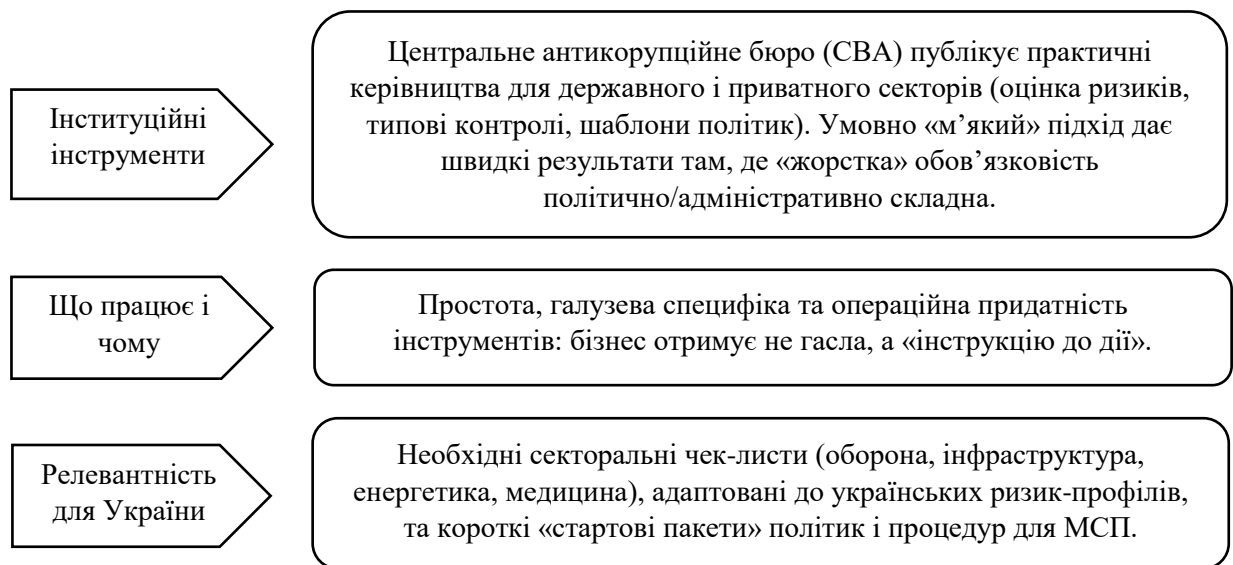 Інституційні
інструменти
Центральне антикорупційне бюро (CBA) публікує практичні
керівництва для державного і приватного секторів (оцінка ризиків,
типові контролі, шаблони політик). Умовно «м’який» підхід дає
швидкі результати там, де «жорстка» обов’язковість
політично/адміністративно складна.
Що працює і
чому
Простота, галузева специфіка та операційна придатність
інструментів: бізнес отримує не гасла, а «інструкцію до дії».
Релевантність
для України
Необхідні секторальні чек-листи (оборона, інфраструктура,
енергетика, медицина), адаптовані до українських ризик-профілів,
та короткі «стартові пакети» політик і процедур для МСП.